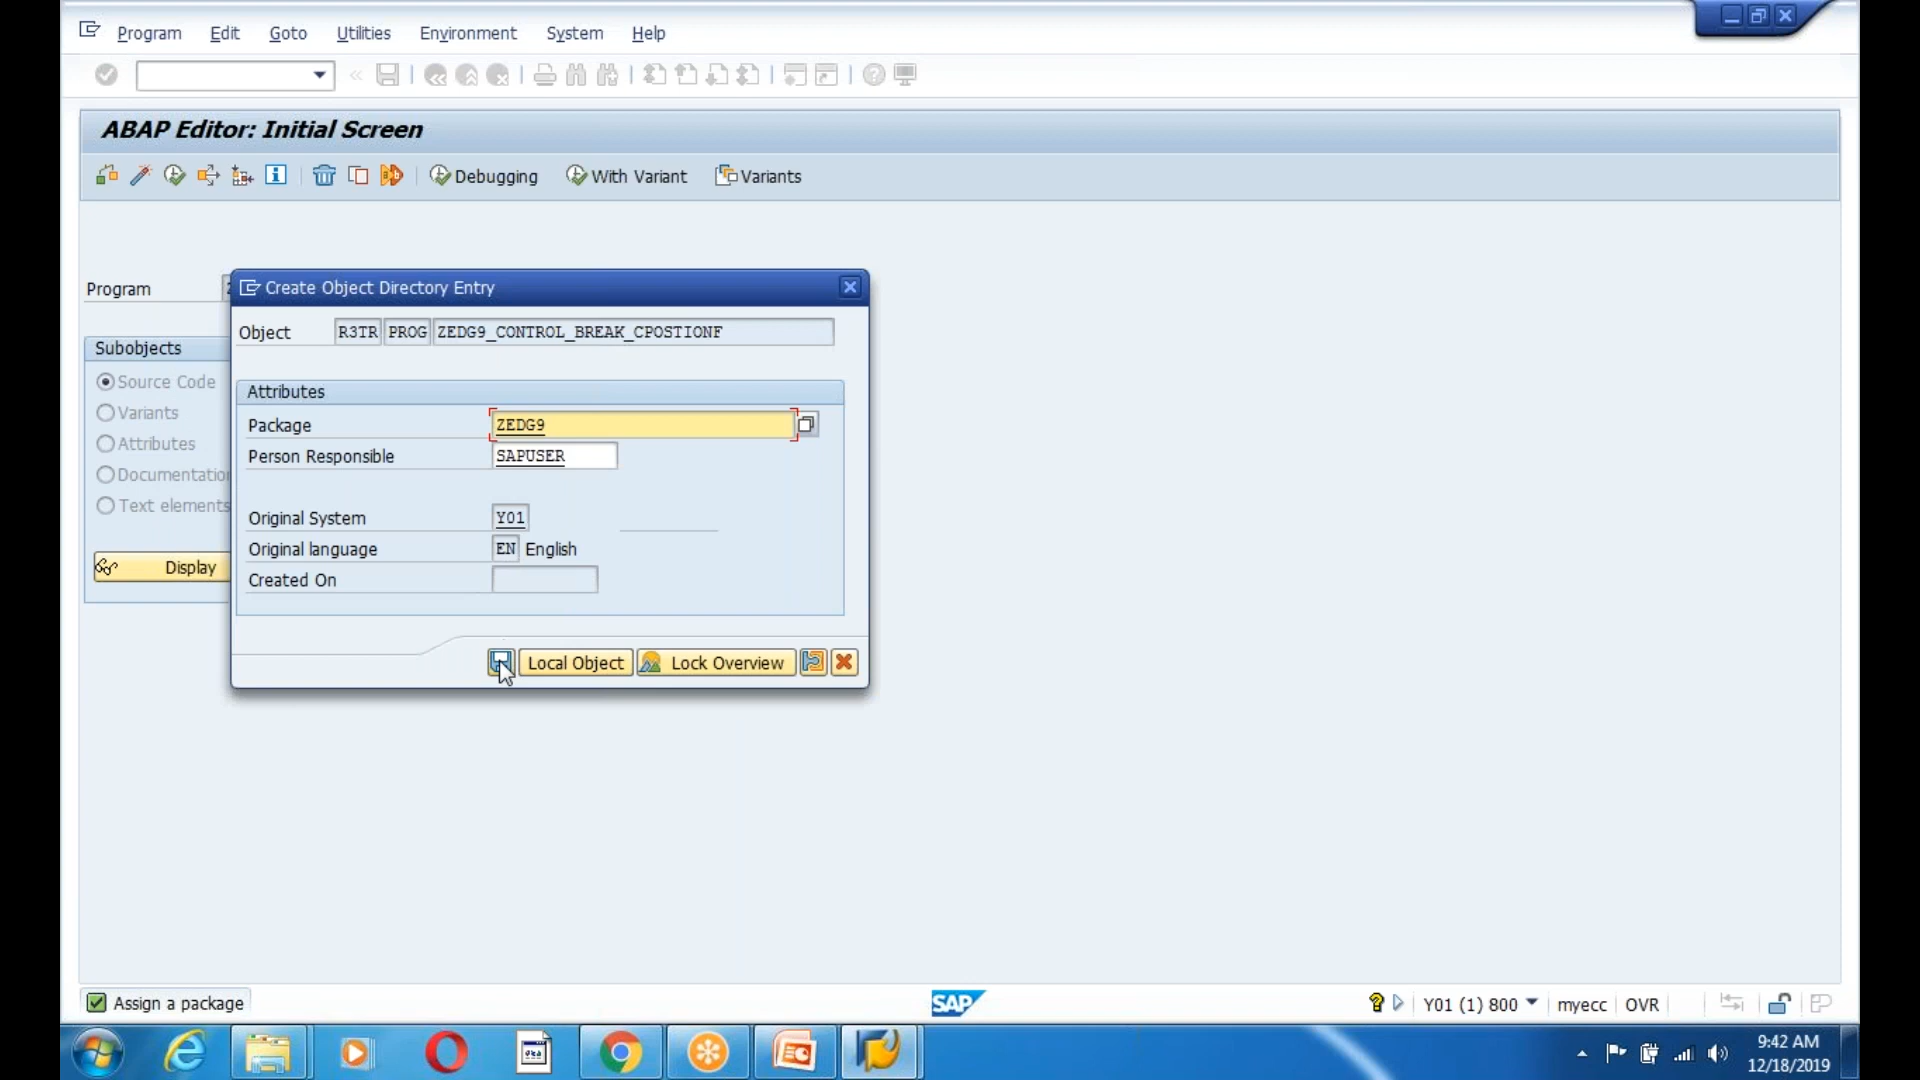 Program Edit Goto Utilities Environment System Help
ABAP Editor: Initial Screen
Debugging With Variant Variants
Program
Create Object Directory Entry
Object R3TR PROG ZEDG9_CONTROL_BREAK_CPOSTIONF
Subobjects
Source Code
Variants
Attributes
Documentatio
Text elements
Display
Attributes
Package ZEDG9
Person Responsible SAPUSER
Original System Y01
Original language EN English
Created On
Local Object Lock Overview
Assign a package
SAP
Y01 (1) 800 myecc OVR
9:42 AM
12/18/2019